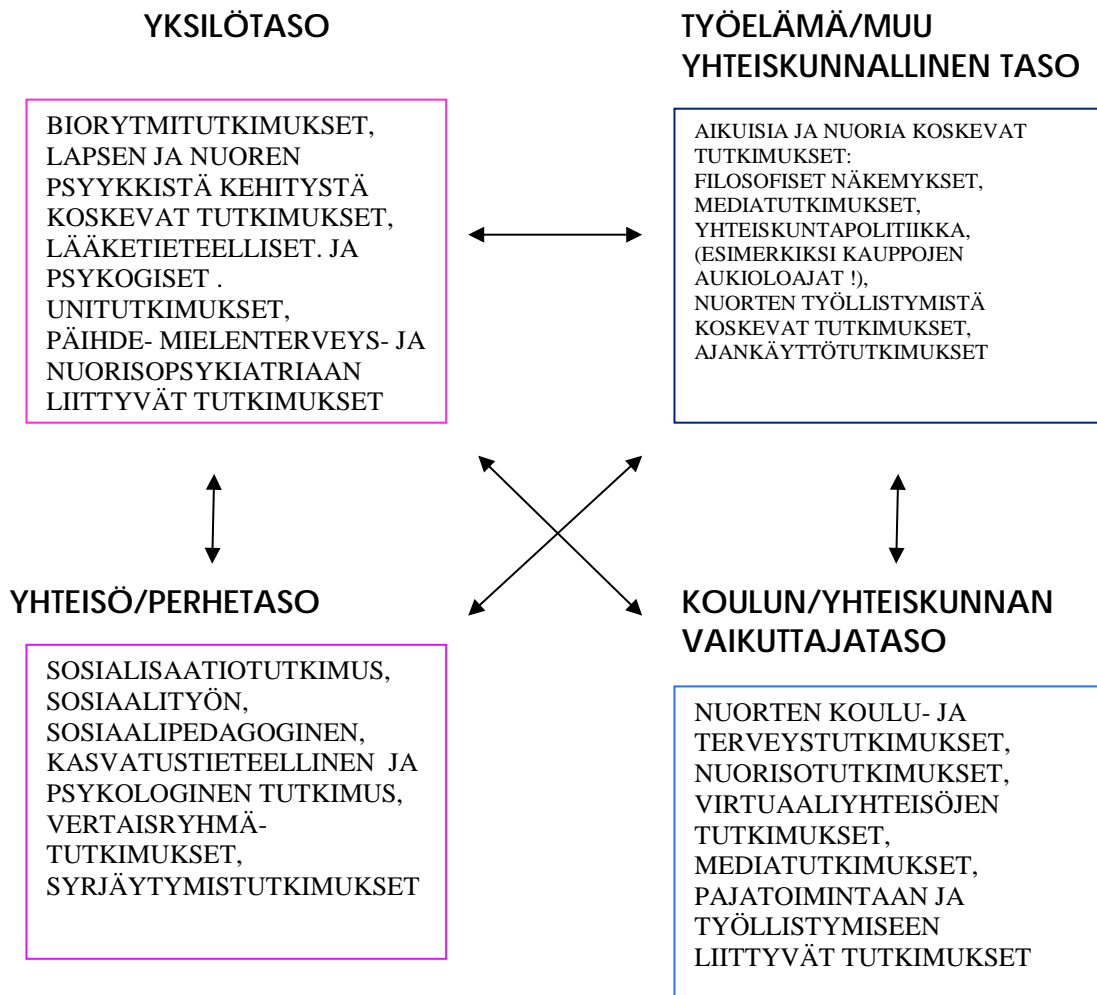 YKSILÖTASO
BIORYTMITUTKIMUKSET,
LAPSEN JA NUOREN
PSYYKKISTÄ KEHITYSTÄ
KOSKEVAT TUTKIMUKSET,
LÄÄKETIETEELLISET. JA
PSYKOGISET .
UNITUTKIMUKSET,
PÄIHDE- MIELENTERVEYS- JA
NUORISOPSYKIATRIAAN
LIITTYVÄT TUTKIMUKSET
TYÖELÄMÄ/MUU
YHTEISKUNNALLINEN TASO
AIKUISIA JA NUORIA KOSKEVAT
TUTKIMUKSET:
FILOSOFISET NÄKEMYKSET,
MEDIATUTKIMUKSET,
YHTEISKUNTAPOLITIIKKA,
(ESIMERKIKSI KAUPPOJEN
AUKIOLOAJAT !),
NUORTEN TYÖLLISTYMISTÄ
KOSKEVAT TUTKIMUKSET,
AJANKÄYTTÖTUTKIMUKSET
YHTEISÖ/PERHETASO
SOSIALISAATIOTUTKIMUS,
SOSIAALITYÖN,
SOSIAALIPEDAGOGINEN,
KASVATUSTIETEELLINEN JA
PSYKOLOGINEN TUTKIMUS,
VERTAISRYHMÄ-
TUTKIMUKSET,
SYRJÄYTYMISTUTKIMUKSET
KOULUN/YHTEISKUNNAN
VAIKUTTAJATASO
NUORTEN KOULU- JA
TERVEYSTUTKIMUKSET,
NUORISOTUTKIMUKSET,
VIRTUAALIYHTEISÖJEN
TUTKIMUKSET,
MEDIATUTKIMUKSET,
PAJATOIMINTAAN JA
TYÖLLISTYMISEEN
LIITTYVÄT TUTKIMUKSET